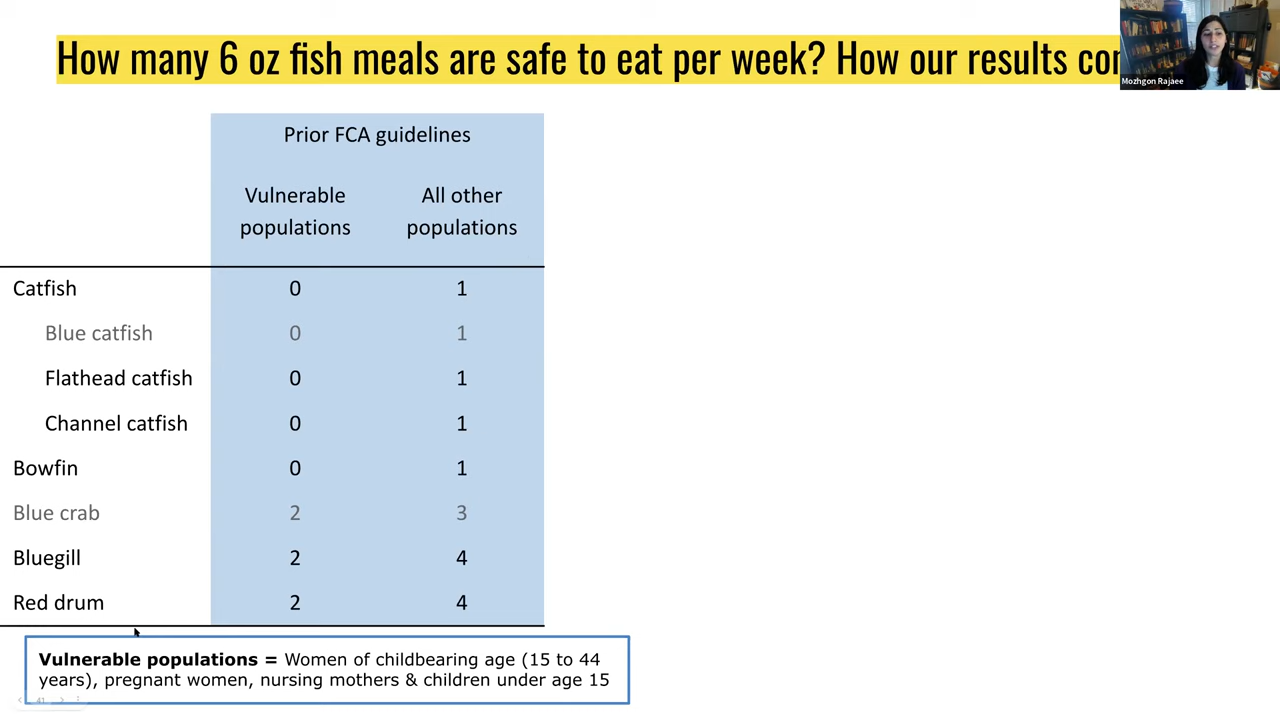 How many 6 oz fish meals are safe to eat per week? How our results
Mozhgon Rajaee
Prior FCA guidelines
Vulnerable populations All other populations
Catfish 0 1
Blue catfish 0 1
Flathead catfish 0 1
Channel catfish 0 1
Bowfin 0 1
Blue crab 2 3
Bluegill 2 4
Red drum 2 4
Vulnerable populations = Women of childbearing age (15 to 44
years), pregnant women, nursing mothers & children under age 15
41